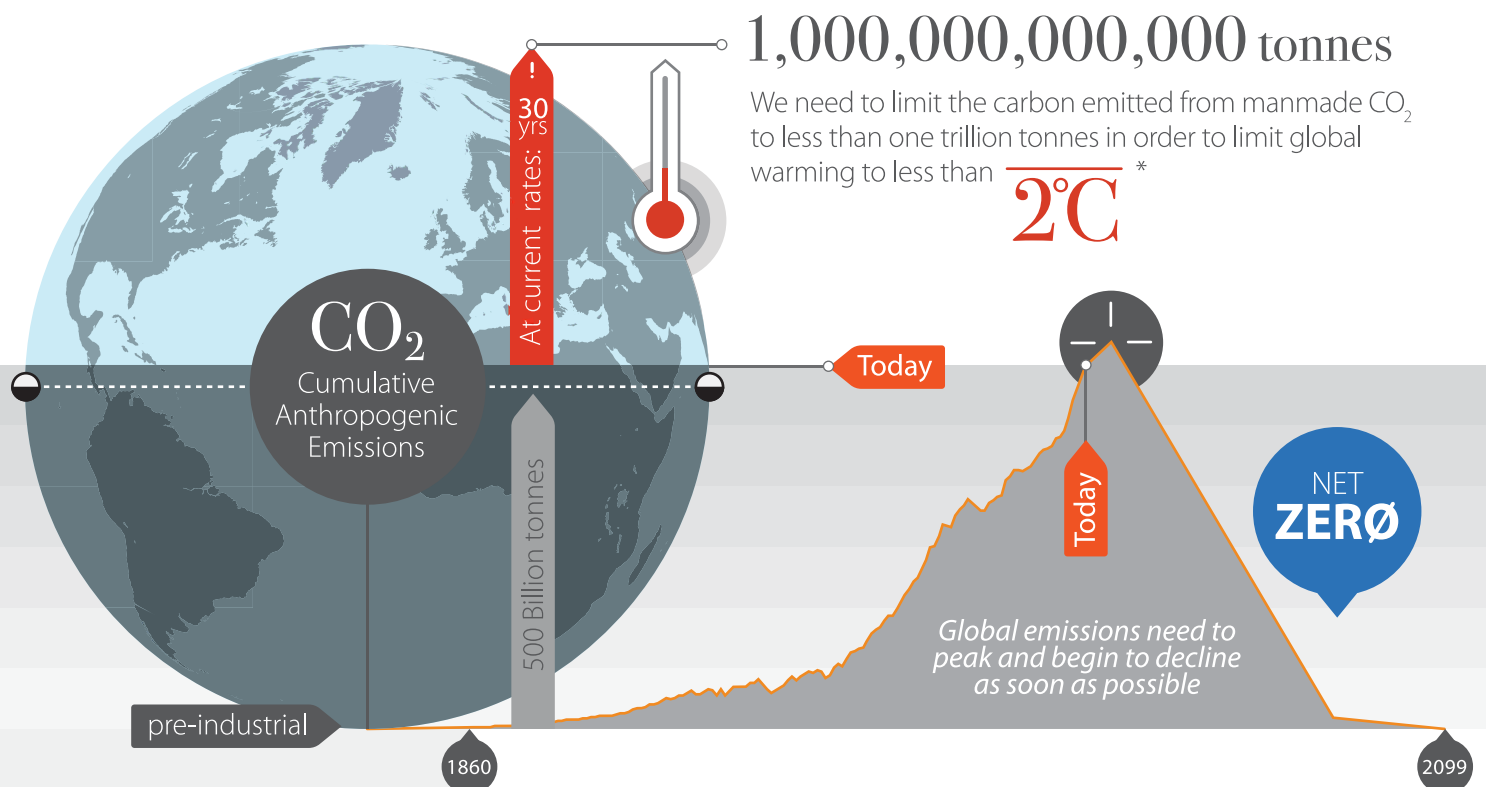 1,000,000,000,000 tonnes
We need to limit the carbon emitted from manmade CO₂
to less than one trillion tonnes in order to limit global
warming to less than 2°C *
!
30
yrs
At current rates:
CO₂
Cumulative
Anthropogenic
Emissions
Today
500 Billion tonnes
Today
NET
ZERØ
Global emissions need to
peak and begin to decline
as soon as possible
pre-industrial
1860
2099